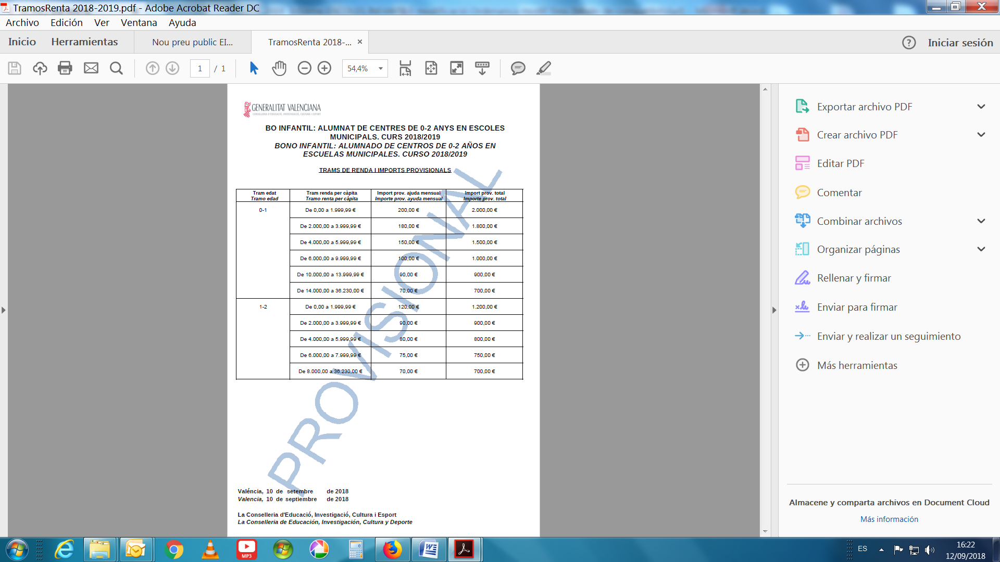 TramosRenta 2018-2019.pdf - Adobe Acrobat Reader DC
Archivo Edición Ver Ventana Ayuda
Inicio Herramientas Nou preu public EI... TramosRenta 2018-... × Iniciar sesión
1 / 1 54,4%
GENERALITAT VALENCIANA
CONSELLERIA D'EDUCACIÓ, INVESTIGACIÓ, CULTURA I ESPORT
BO INFANTIL: ALUMNAT DE CENTRES DE 0-2 ANYS EN ESCOLES
MUNICIPALS. CURS 2018/2019
BONO INFANTIL: ALUMNADO DE CENTROS DE 0-2 AÑOS EN
ESCUELAS MUNICIPALES. CURSO 2018/2019
TRAMS DE RENDA I IMPORTS PROVISIONALS
Tram edat Tram renda per càpita Import prov. ajuda mensual Import prov. total
Tramo edad Tramo renta per càpita Importe prov. ayuda mensual Importe prov. total
0-1 De 0,00 a 1.999,99 € 200,00 € 2.000,00 €
De 2.000,00 a 3.999,99 € 180,00 € 1.800,00 €
De 4.000,00 a 5.999,99 € 150,00 € 1.500,00 €
De 6.000,00 a 9.999,99 € 100,00 € 1.000,00 €
De 10.000,00 a 13.999,99 € 90,00 € 900,00 €
De 14.000,00 a 36.230,00 € 70,00 € 700,00 €
1-2 De 0,00 a 1.999,99 € 120,00 € 1.200,00 €
De 2.000,00 a 3.999,99 € 90,00 € 900,00 €
De 4.000,00 a 5.999,99 € 80,00 € 800,00 €
De 6.000,00 a 7.999,99 € 75,00 € 750,00 €
De 8.000,00 a 36.230,00 € 70,00 € 700,00 €
PROVISIONAL
Valéncia, 10 de setembre de 2018
Valencia, 10 de septiembre de 2018
La Conselleria d'Educació, Investigació, Cultura i Esport
La Conselleria de Educación, Investigación, Cultura y Deporte
Exportar archivo PDF
Crear archivo PDF
Editar PDF
Comentar
Combinar archivos
Organizar páginas
Rellenar y firmar
Enviar para firmar
Enviar y realizar un seguimiento
Más herramientas
Almacene y comparta archivos en Document Cloud
Más información
MP3
ES
16:22
12/09/2018